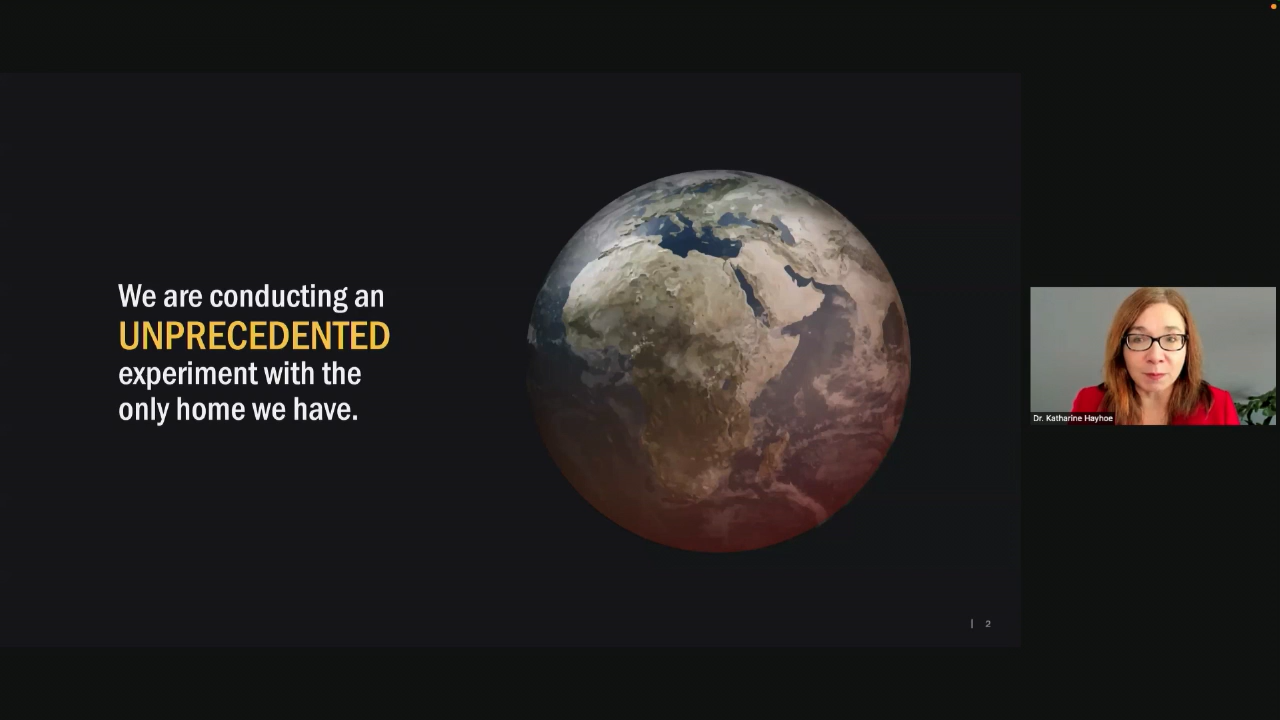 We are conducting an
UNPRECEDENTED
experiment with the
only home we have.
Dr. Katharine Hayhoe
| 2